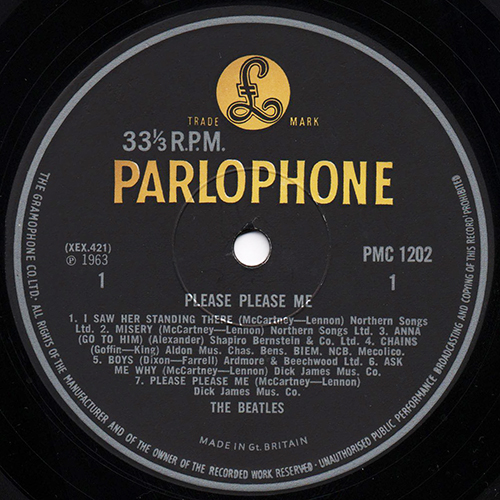 £
TRADE MARK
33⅓ R.P.M.
PARLOPHONE
(XEX.421)
℗ 1963
1
PMC 1202
1
PLEASE PLEASE ME
1. I SAW HER STANDING THERE (McCartney—Lennon) Northern Songs
Ltd. 2. MISERY (McCartney—Lennon) Northern Songs Ltd. 3. ANNA
(GO TO HIM) (Alexander) Shapiro Bernstein & Co. Ltd. 4. CHAINS
(Goffin—King) Aldon Mus. Chas. Bens. BIEM. NCB. Mecolico.
5. BOYS (Dixon—Farrell) Ardmore & Beechwood Ltd. 6. ASK
ME WHY (McCartney—Lennon) Dick James Mus. Co.
7. PLEASE PLEASE ME (McCartney—Lennon)
Dick James Mus. Co.
THE BEATLES
MADE IN Gt. BRITAIN
THE GRAMOPHONE CO LTD· ALL RIGHTS OF THE MANUFACTURER AND OF THE OWNER OF THE RECORDED WORK RESERVED · UNAUTHORISED PUBLIC PERFORMANCE BROADCASTING AND COPYING OF THIS RECORD PROHIBITED